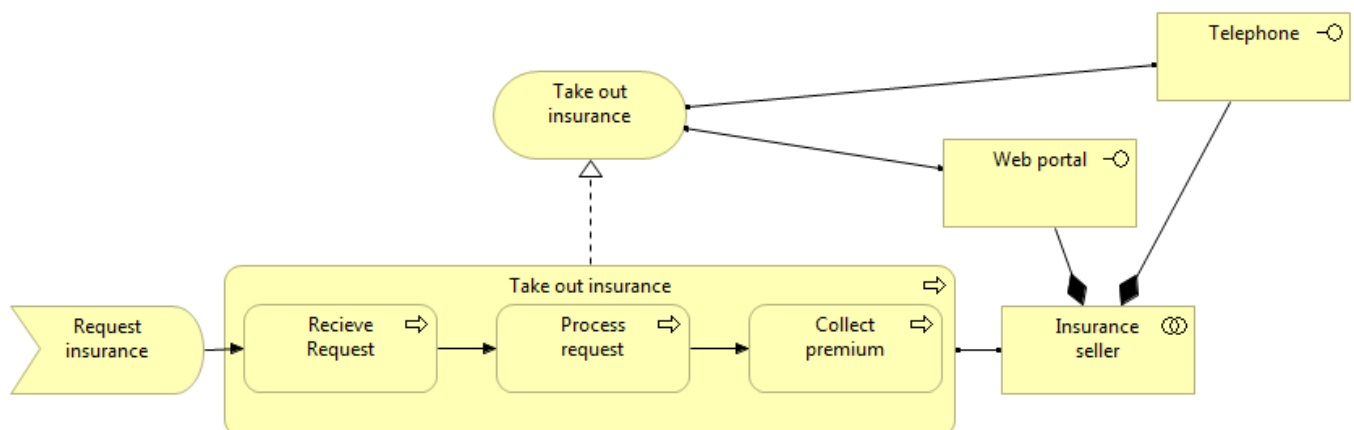 Telephone
Take out
insurance
Web portal
Take out insurance
Request
insurance
Recieve
Request
Process
request
Collect
premium
Insurance
seller